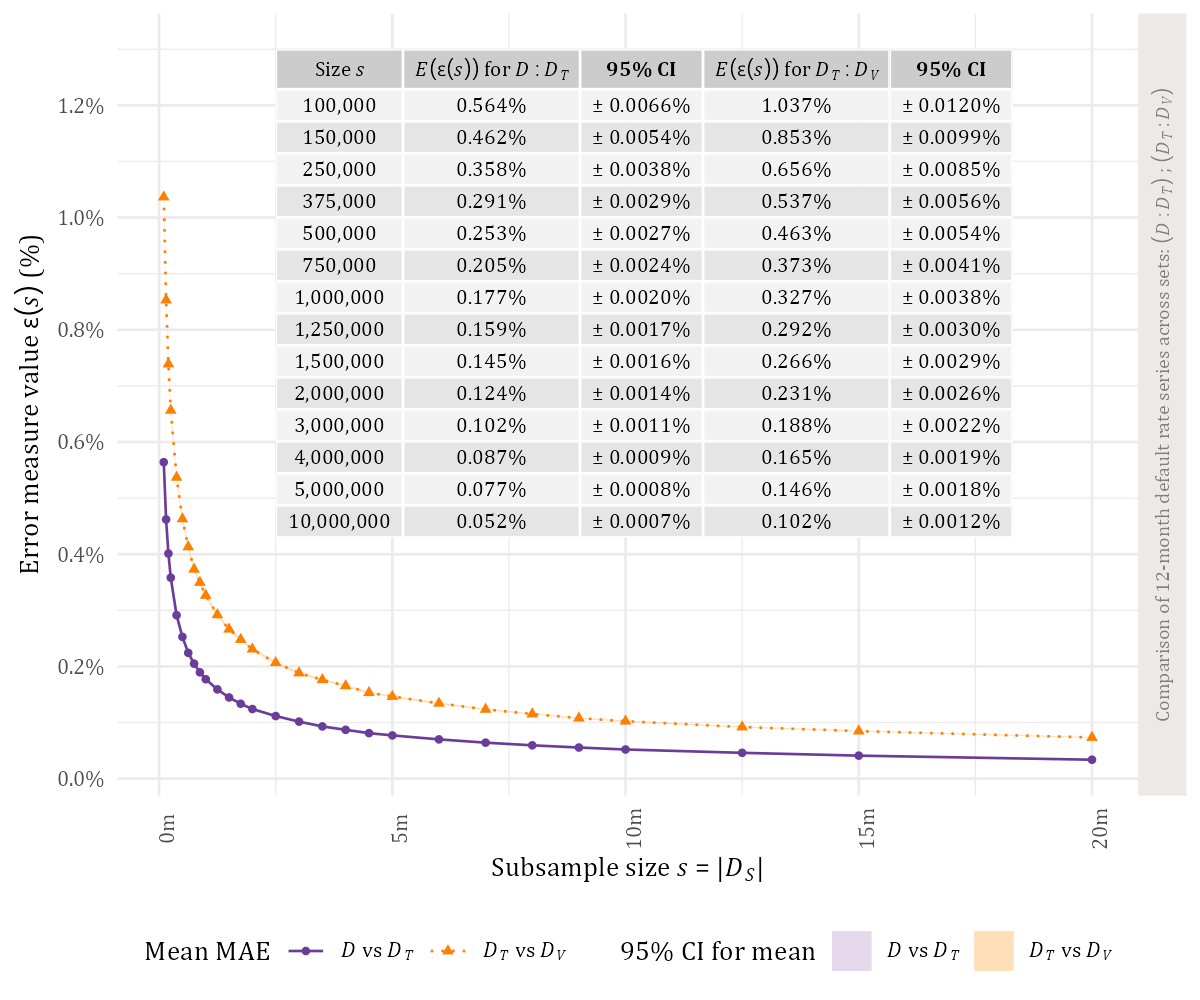 Size s E(ε(s)) for D : D_T 95% CI E(ε(s)) for D_T : D_V 95% CI
100,000 0.564% ± 0.0066% 1.037% ± 0.0120%
150,000 0.462% ± 0.0054% 0.853% ± 0.0099%
250,000 0.358% ± 0.0038% 0.656% ± 0.0085%
375,000 0.291% ± 0.0029% 0.537% ± 0.0056%
500,000 0.253% ± 0.0027% 0.463% ± 0.0054%
750,000 0.205% ± 0.0024% 0.373% ± 0.0041%
1,000,000 0.177% ± 0.0020% 0.327% ± 0.0038%
1,250,000 0.159% ± 0.0017% 0.292% ± 0.0030%
1,500,000 0.145% ± 0.0016% 0.266% ± 0.0029%
2,000,000 0.124% ± 0.0014% 0.231% ± 0.0026%
3,000,000 0.102% ± 0.0011% 0.188% ± 0.0022%
4,000,000 0.087% ± 0.0009% 0.165% ± 0.0019%
5,000,000 0.077% ± 0.0008% 0.146% ± 0.0018%
10,000,000 0.052% ± 0.0007% 0.102% ± 0.0012%
Error measure value ε(s) (%)
1.2%
1.0%
0.8%
0.6%
0.4%
0.2%
0.0%
Comparison of 12-month default rate series across sets: (D : D_T) ; (D_T : D_V)
0m 5m 10m 15m 20m
Subsample size s = |D_S|
Mean MAE D vs D_T D_T vs D_V 95% CI for mean D vs D_T D_T vs D_V